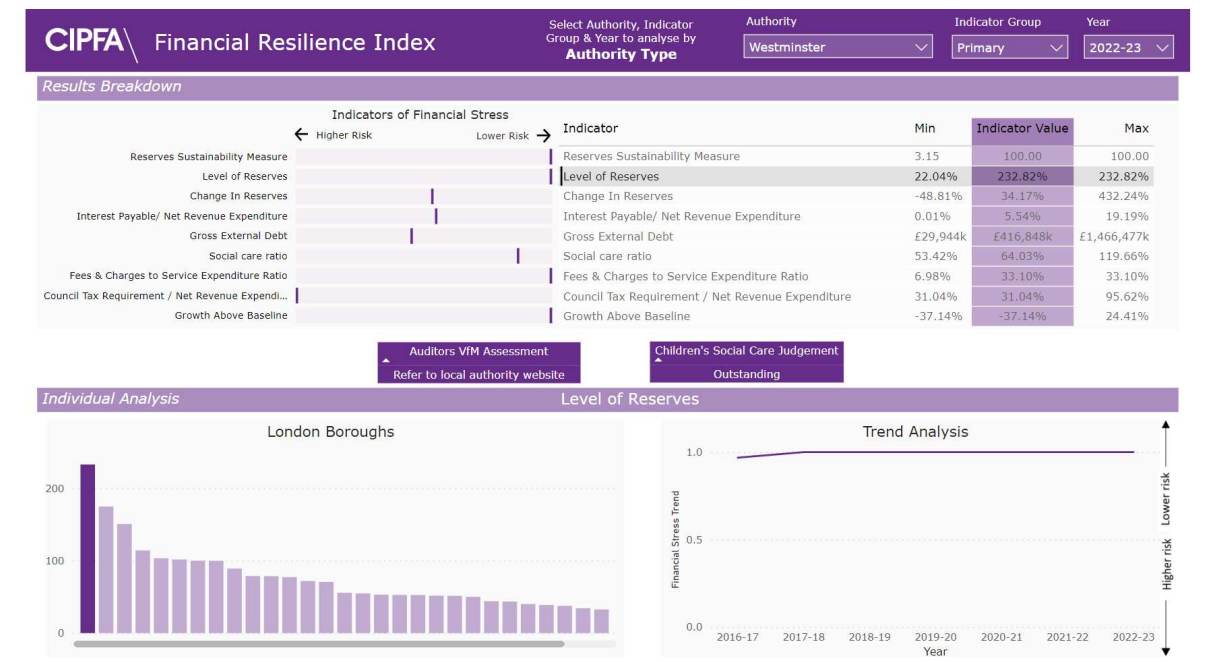 CIPFA\ Financial Resilience Index
Select Authority, Indicator
Group & Year to analyse by
Authority Type
Authority
Westminster
Indicator Group
Primary
Year
2022-23
Results Breakdown
Indicators of Financial Stress
← Higher Risk
Lower Risk →
Reserves Sustainability Measure
Level of Reserves
Change In Reserves
Interest Payable/ Net Revenue Expenditure
Gross External Debt
Social care ratio
Fees & Charges to Service Expenditure Ratio
Council Tax Requirement / Net Revenue Expendi...
Growth Above Baseline
Indicator Min Indicator Value Max
Reserves Sustainability Measure 3.15 100.00 100.00
Level of Reserves 22.04% 232.82% 232.82%
Change In Reserves -48.81% 34.17% 432.24%
Interest Payable/ Net Revenue Expenditure 0.01% 5.54% 19.19%
Gross External Debt £29,944k £416,848k £1,466,477k
Social care ratio 53.42% 64.03% 119.66%
Fees & Charges to Service Expenditure Ratio 6.98% 33.10% 33.10%
Council Tax Requirement / Net Revenue Expenditure 31.04% 31.04% 95.62%
Growth Above Baseline -37.14% -37.14% 24.41%
Auditors VfM Assessment
Refer to local authority website
Children's Social Care Judgement
Outstanding
Individual Analysis
Level of Reserves
London Boroughs
200
100
0
Trend Analysis
Financial Stress Trend
1.0
0.5
0.0
2016-17 2017-18 2018-19 2019-20 2020-21 2021-22 2022-23
Year
Lower risk
Higher risk